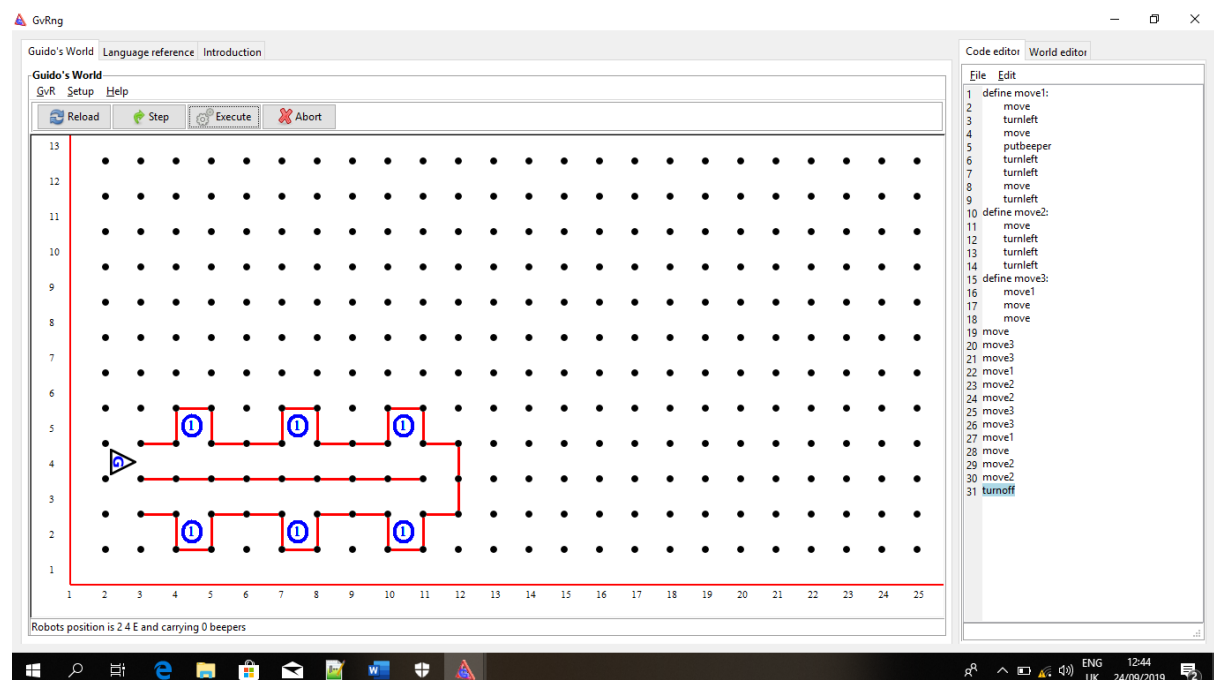 GvRng
Guido's World Language reference Introduction
Guido's World
GvR Setup Help
Reload Step Execute Abort
13
12
11
10
9
8
7
6
5
4
3
2
1
1 1 1
G
1 1 1
1 2 3 4 5 6 7 8 9 10 11 12 13 14 15 16 17 18 19 20 21 22 23 24 25
Robots position is 2 4 E and carrying 0 beepers
Code editor World editor
File Edit
1 define move1:
2 move
3 turnleft
4 move
5 putbeeper
6 turnleft
7 turnleft
8 move
9 turnleft
10 define move2:
11 move
12 turnleft
13 turnleft
14 turnleft
15 define move3:
16 move1
17 move
18 move
19 move
20 move3
21 move3
22 move1
23 move2
24 move2
25 move3
26 move3
27 move1
28 move
29 move2
30 move2
31 turnoff
ENG
UK
12:44
24/09/2019
2